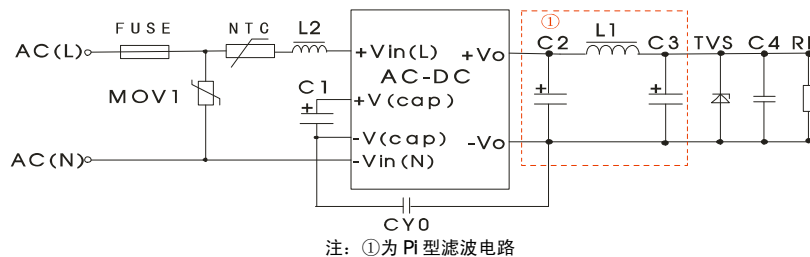 FUSE
NTC
L2
①
L1
AC(L)
+Vin(L)
+Vo
C2
C3
TVS
C4
AC-DC
MOV1
C1
+
+V(cap)
+
+
-V(cap)
-Vo
AC(N)
-Vin(N)
CY0
注：①为 Pi 型滤波电路